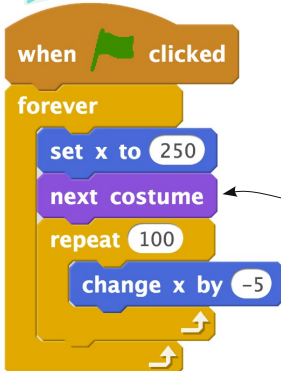 when clicked
forever
set x to 250
next costume
repeat 100
change x by -5